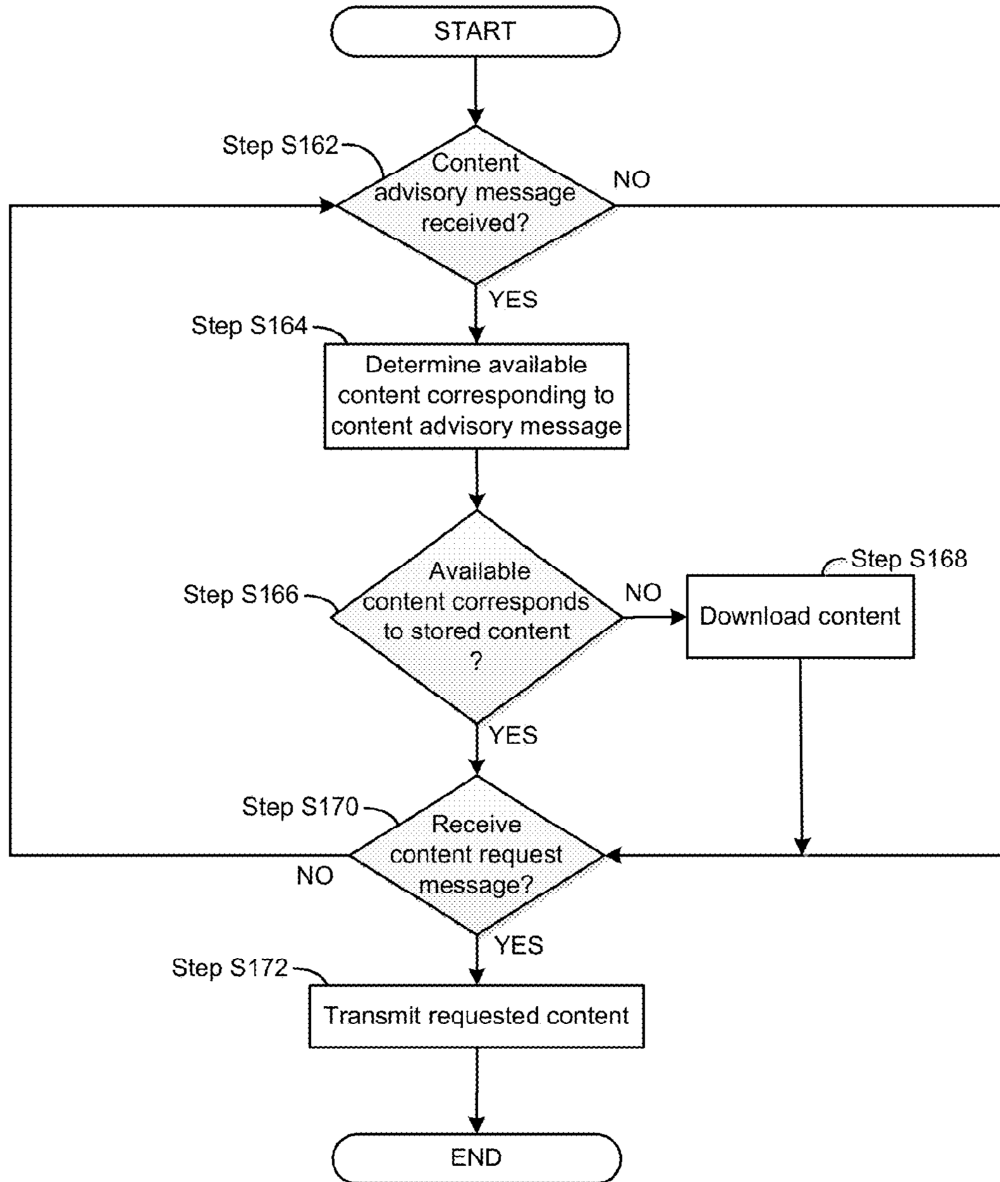 START
Step S162
Content
advisory message
received?
NO
YES
Step S164
Determine available
content corresponding to
content advisory message
Step S166
Available
content corresponds
to stored content
?
NO
Step S168
Download content
YES
Step S170
Receive
content request
message?
NO
YES
Step S172
Transmit requested content
END